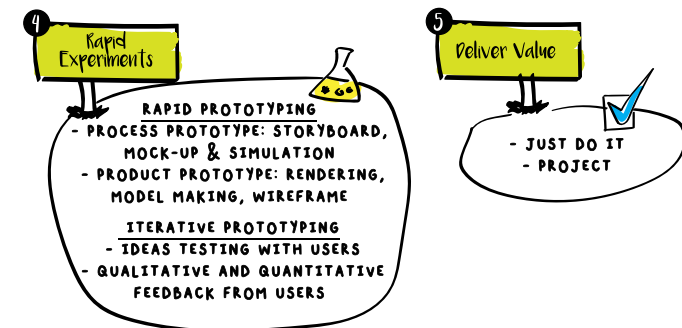 4
Rapid
Experiments
RAPID PROTOTYPING
- PROCESS PROTOTYPE: STORYBOARD,
MOCK-UP & SIMULATION
- PRODUCT PROTOTYPE: RENDERING,
MODEL MAKING, WIREFRAME
ITERATIVE PROTOTYPING
- IDEAS TESTING WITH USERS
- QUALITATIVE AND QUANTITATIVE
FEEDBACK FROM USERS
5
Deliver Value
- JUST DO IT
- PROJECT